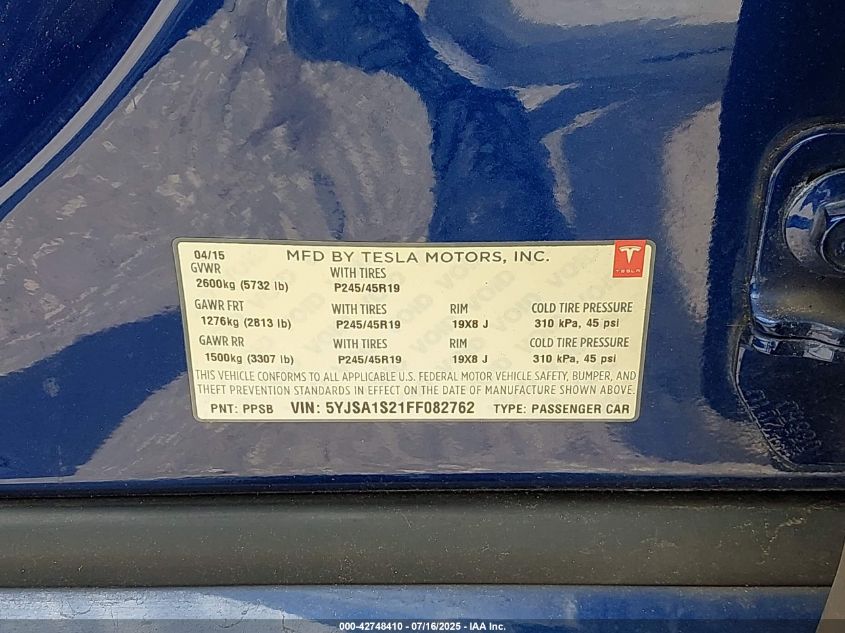 04/15 MFD BY TESLA MOTORS, INC.
TESLA
GVWR WITH TIRES
2600kg (5732 lb) P245/45R19
GAWR FRT WITH TIRES RIM COLD TIRE PRESSURE
1276kg (2813 lb) P245/45R19 19X8 J 310 kPa, 45 psi
GAWR RR WITH TIRES RIM COLD TIRE PRESSURE
1500kg (3307 lb) P245/45R19 19X8 J 310 kPa, 45 psi
THIS VEHICLE CONFORMS TO ALL APPLICABLE U.S. FEDERAL MOTOR VEHICLE SAFETY, BUMPER, AND
THEFT PREVENTION STANDARDS IN EFFECT ON THE DATE OF MANUFACTURE SHOWN ABOVE.
PNT: PPSB VIN: 5YJSA1S21FF082762 TYPE: PASSENGER CAR
000-42748410 - 07/16/2025 - IAA Inc.